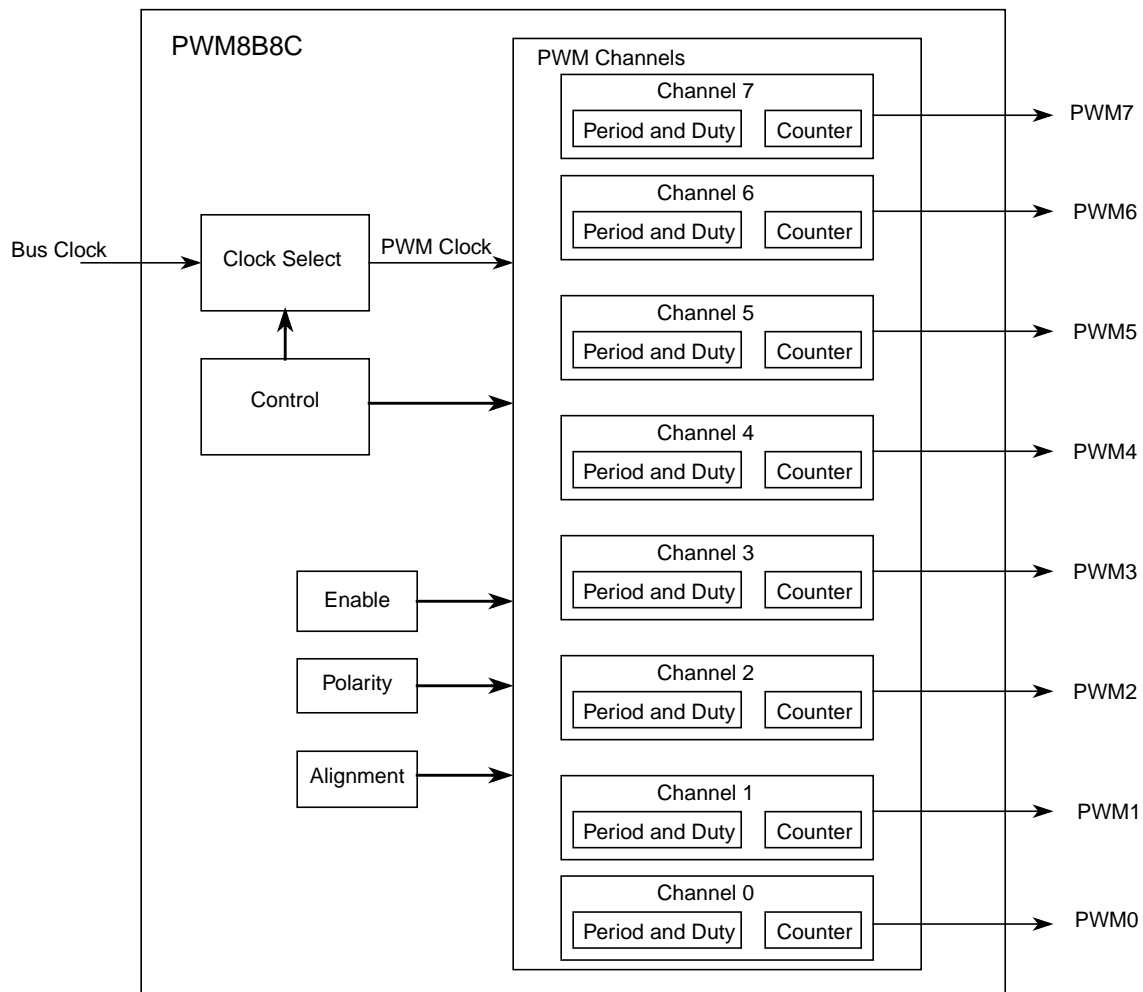 PWM8B8C
PWM Channels
Channel 7
Period and Duty
Counter
PWM7
Channel 6
Period and Duty
Counter
PWM6
Bus Clock
Clock Select
PWM Clock
Channel 5
Period and Duty
Counter
PWM5
Control
Channel 4
Period and Duty
Counter
PWM4
Channel 3
Period and Duty
Counter
PWM3
Enable
Polarity
Channel 2
Period and Duty
Counter
PWM2
Alignment
Channel 1
Period and Duty
Counter
PWM1
Channel 0
Period and Duty
Counter
PWM0